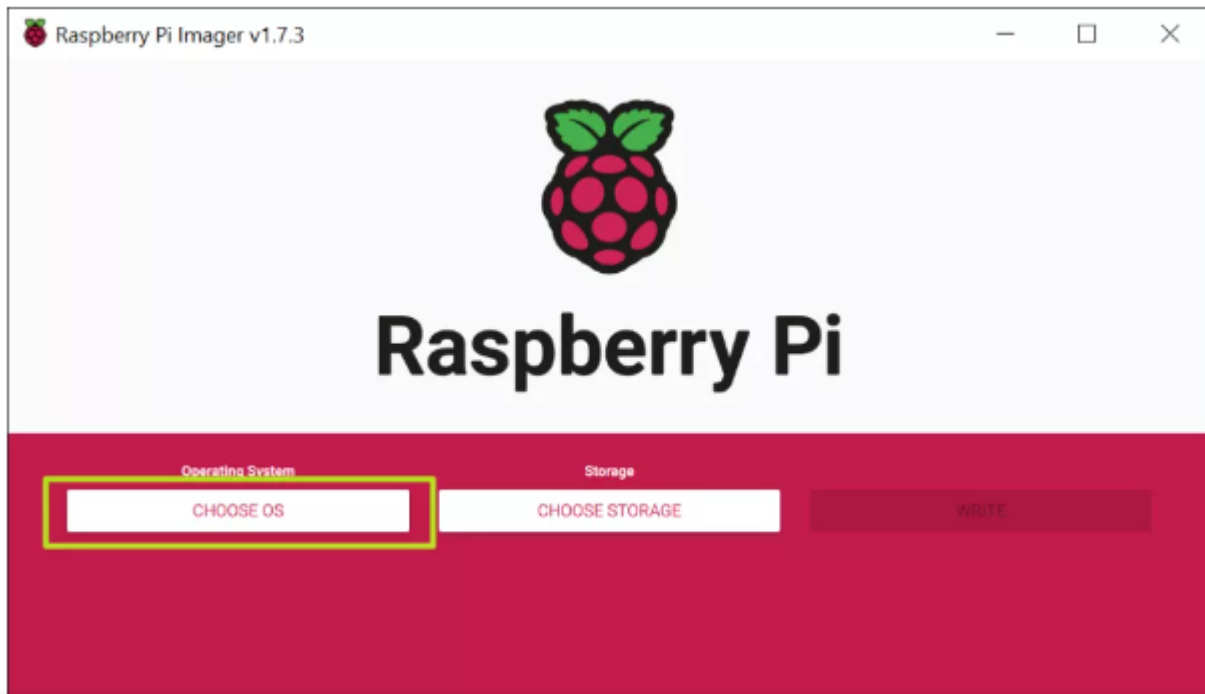 Raspberry Pi Imager v1.7.3
Raspberry Pi
Operating System
Storage
CHOOSE OS
CHOOSE STORAGE
WRITE